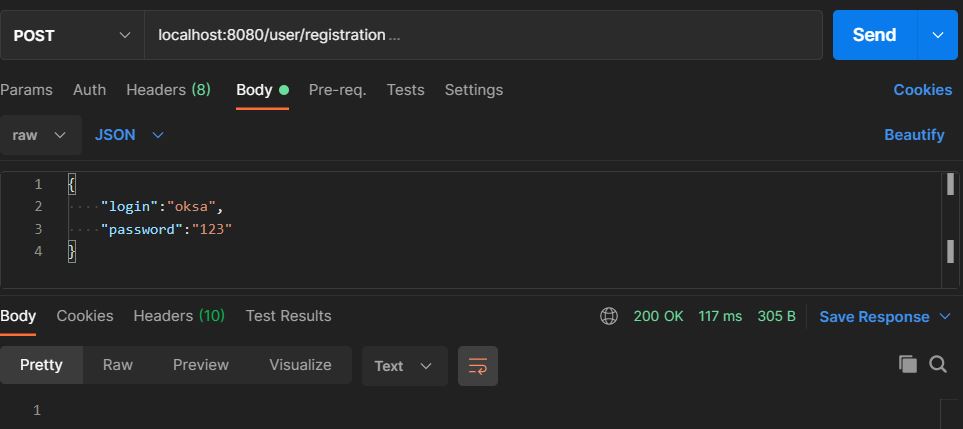 POST localhost:8080/user/registration ... Send
Params Auth Headers (8) Body Pre-req. Tests Settings Cookies
raw JSON Beautify
1 {
2 "login":"oksa",
3 "password":"123"
4 }
Body Cookies Headers (10) Test Results 200 OK 117 ms 305 B Save Response
Pretty Raw Preview Visualize Text
1